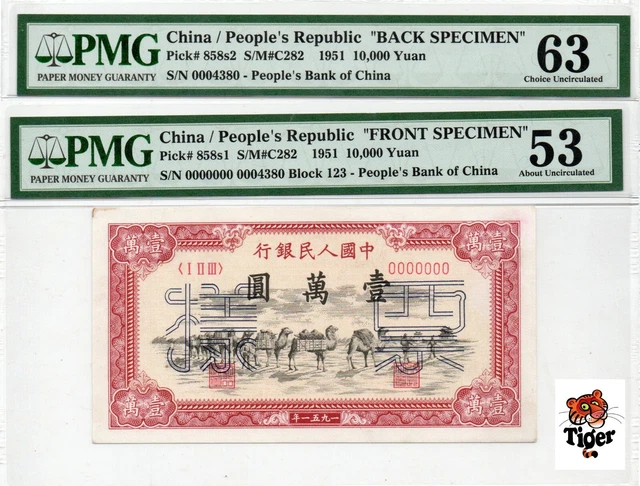 PMG
PAPER MONEY GUARANTY
China / People's Republic "BACK SPECIMEN"
Pick# 858s2 S/M#C282 1951 10,000 Yuan
S/N 0004380 - People's Bank of China
63
Choice Uncirculated
PMG
PAPER MONEY GUARANTY
China / People's Republic "FRONT SPECIMEN"
Pick# 858s1 S/M#C282 1951 10,000 Yuan
S/N 0000000 0004380 Block 123 - People's Bank of China
53
About Uncirculated
萬壹
行銀民人國中
萬壹
〈I II III〉
0000000
圓萬壹
樣 票
萬壹
年一五九一
萬壹
Tiger